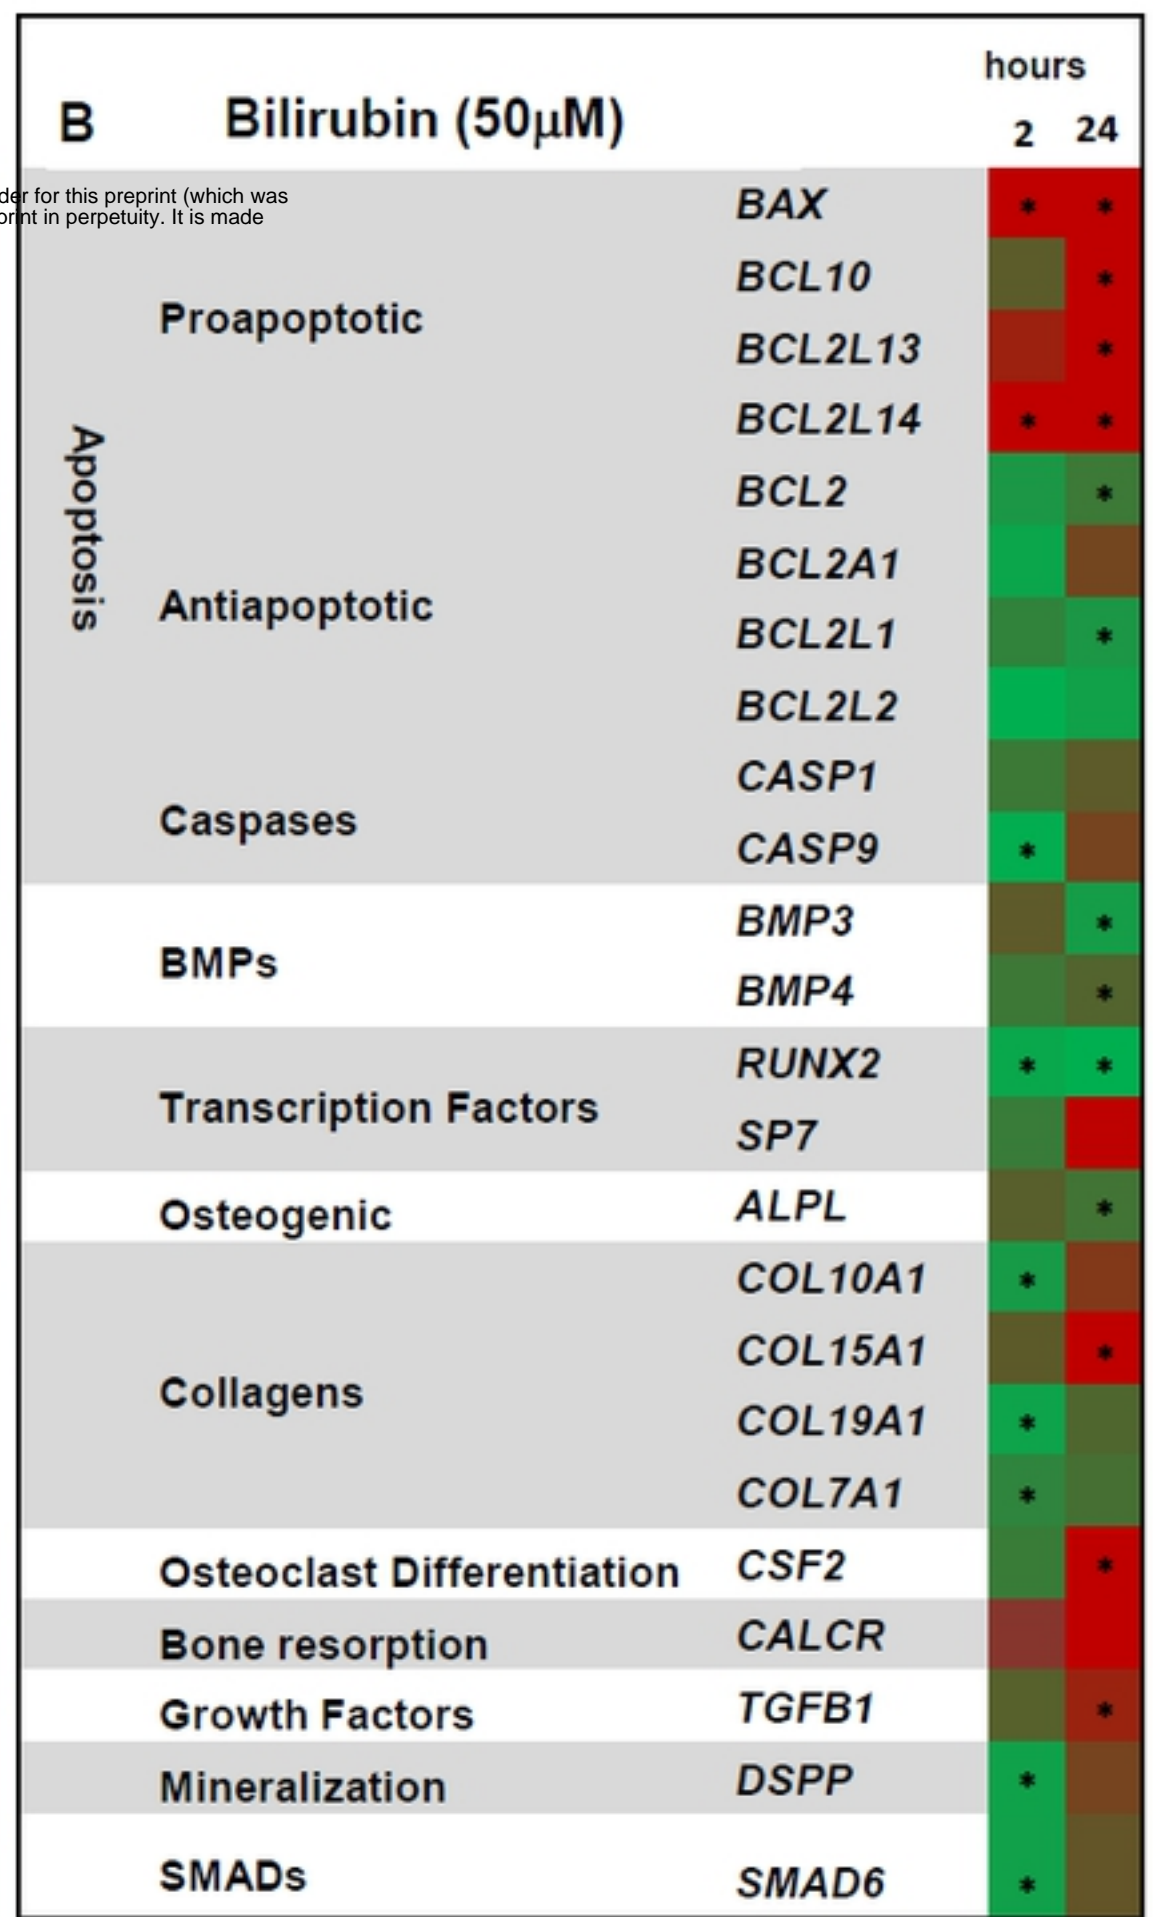 hours
B Bilirubin (50µM) 2 24
der for this preprint (which was
print in perpetuity. It is made
Apoptosis
Proapoptotic
BAX * *
BCL10 *
BCL2L13 *
BCL2L14 * *
Antiapoptotic
BCL2 *
BCL2A1
BCL2L1 *
BCL2L2
Caspases
CASP1
CASP9 *
BMPs
BMP3 *
BMP4 *
Transcription Factors
RUNX2 * *
SP7
Osteogenic ALPL *
Collagens
COL10A1 *
COL15A1 *
COL19A1 *
COL7A1 *
Osteoclast Differentiation CSF2 *
Bone resorption CALCR
Growth Factors TGFB1 *
Mineralization DSPP *
SMADs SMAD6 *